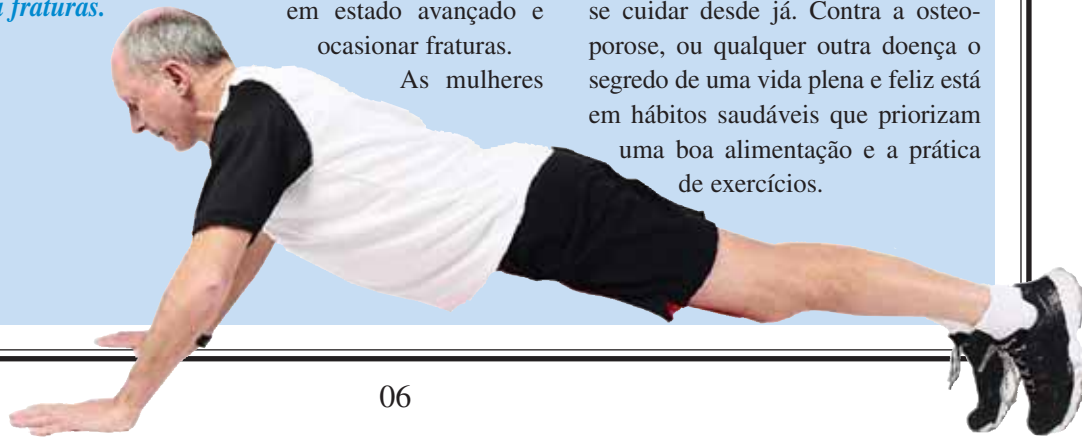 fraturas.
em estado avançado e
ocasionar fraturas.
As mulheres
se cuidar desde já. Contra a osteo-
porose, ou qualquer outra doença o
segredo de uma vida plena e feliz está
em hábitos saudáveis que priorizam
uma boa alimentação e a prática
de exercícios.
06